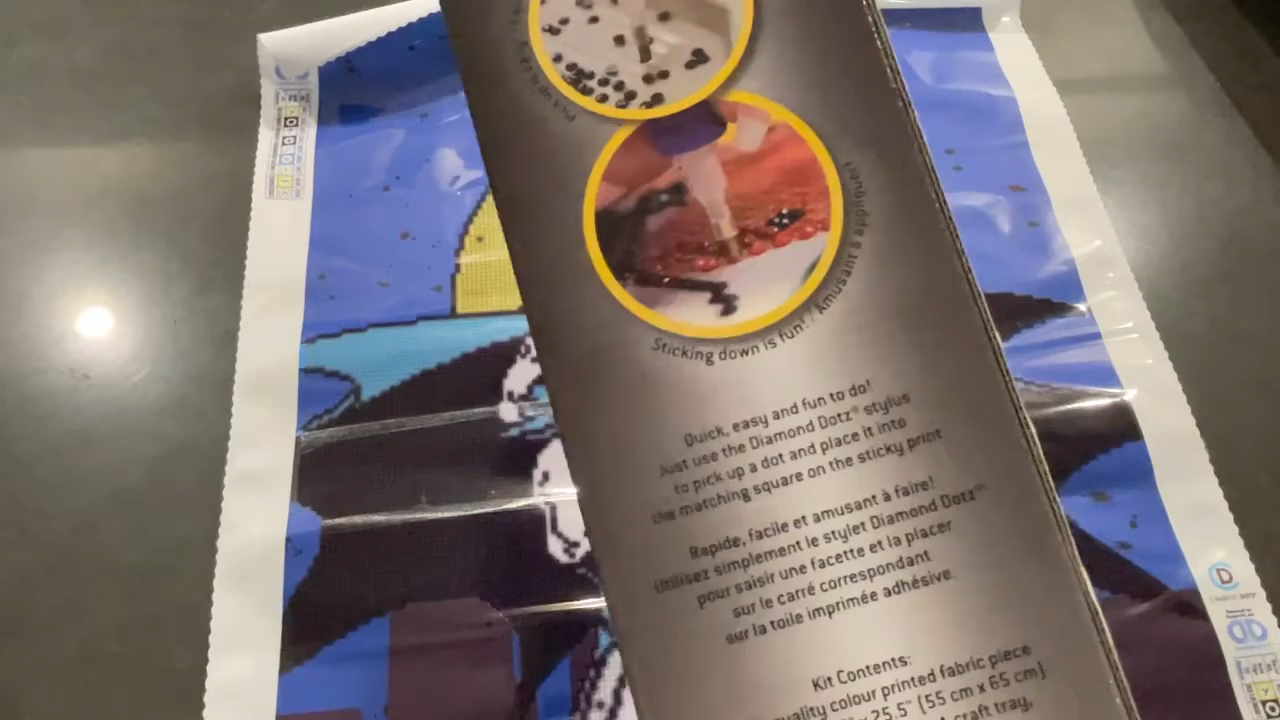 Sticking down is fun! / Amusant à appliquer!
Quick, easy and fun to do!
Just use the Diamond Dotz® stylus
to pick up a dot and place it into
the matching square on the sticky print
Rapide, facile et amusant à faire!
Utilisez simplement le stylet Diamond Dotz™
pour saisir une facette et la placer
sur le carré correspondant
sur la toile imprimée adhésive.
Kit Contents:
quality colour printed fabric piece
x 25.5" (55 cm x 65 cm)
craft tray,
D